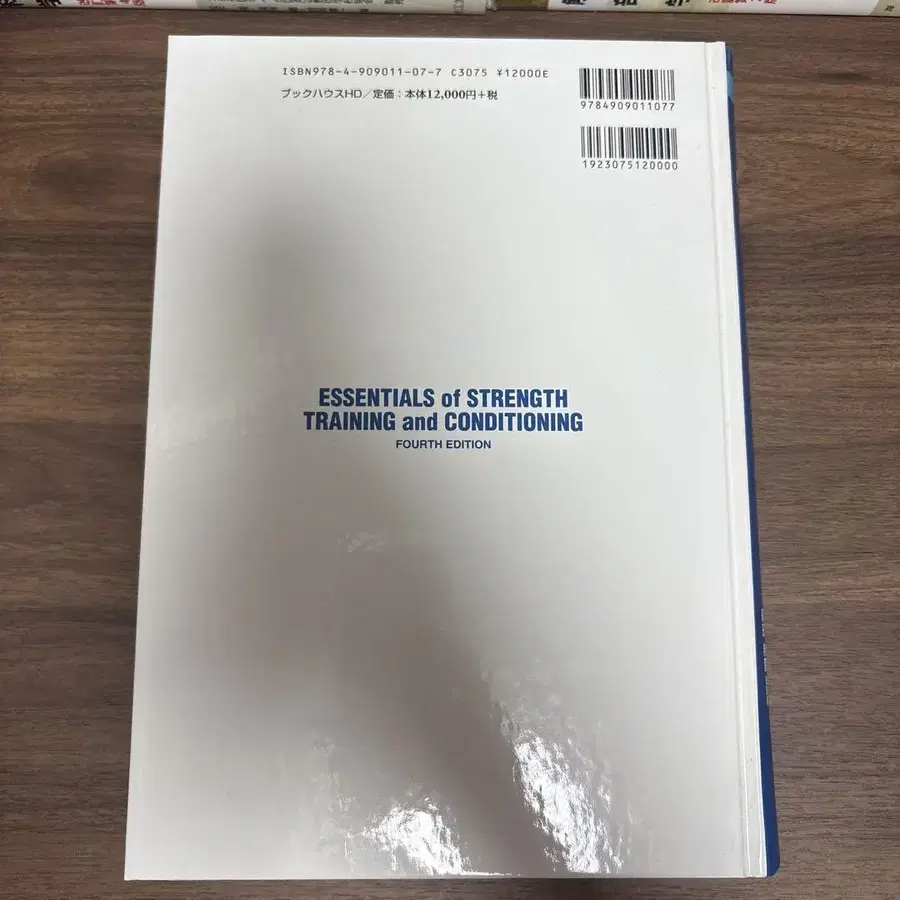 ISBN978-4-909011-07-7 C3075 ¥12000E
ブックハウスHD／定価：本体12,000円＋税
9784909011077
1923075120000
ESSENTIALS of STRENGTH
TRAINING and CONDITIONING
FOURTH EDITION